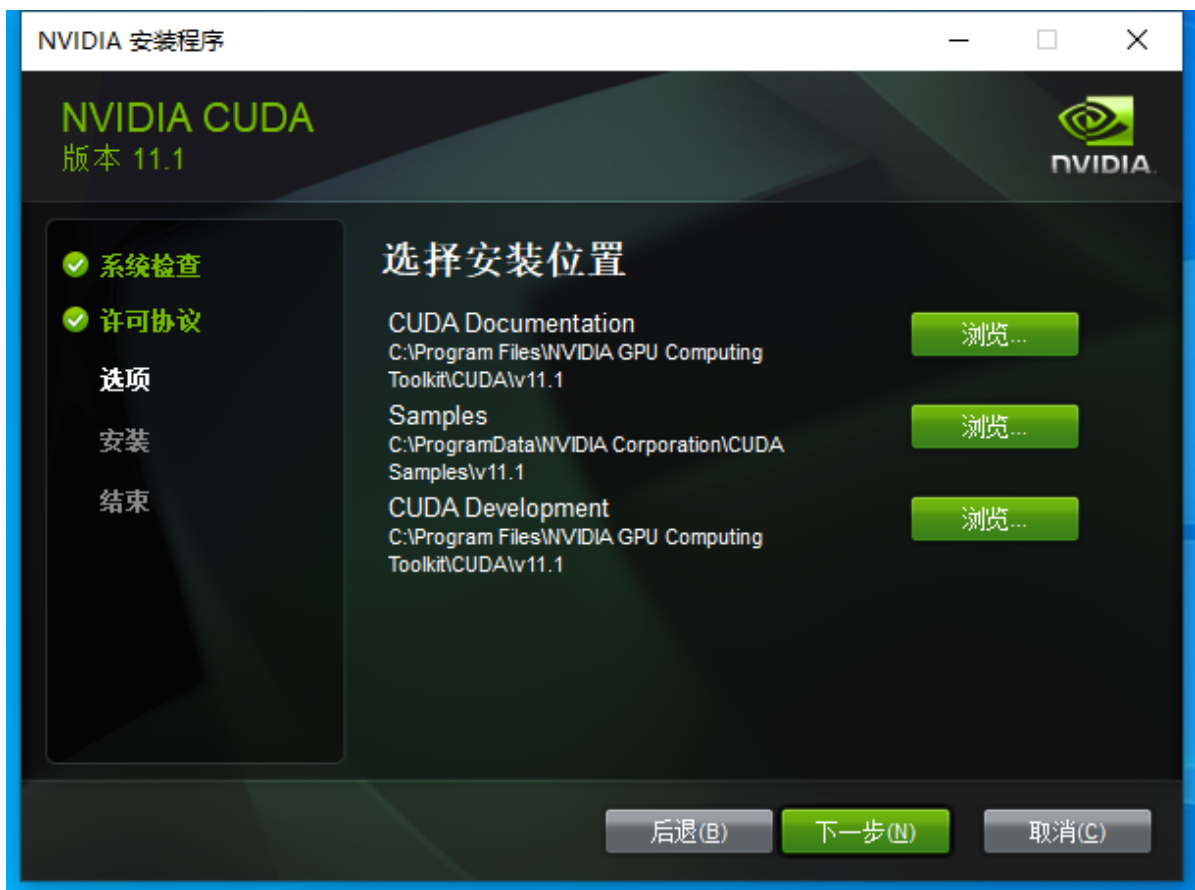 NVIDIA 安装程序
NVIDIA CUDA
版本 11.1
NVIDIA.
系统检查
许可协议
选项
安装
结束
选择安装位置
CUDA Documentation
C:\Program Files\NVIDIA GPU Computing
Toolkit\CUDA\v11.1
浏览...
Samples
C:\ProgramData\NVIDIA Corporation\CUDA
Samples\v11.1
浏览...
CUDA Development
C:\Program Files\NVIDIA GPU Computing
Toolkit\CUDA\v11.1
浏览...
后退(B)
下一步(N)
取消(C)